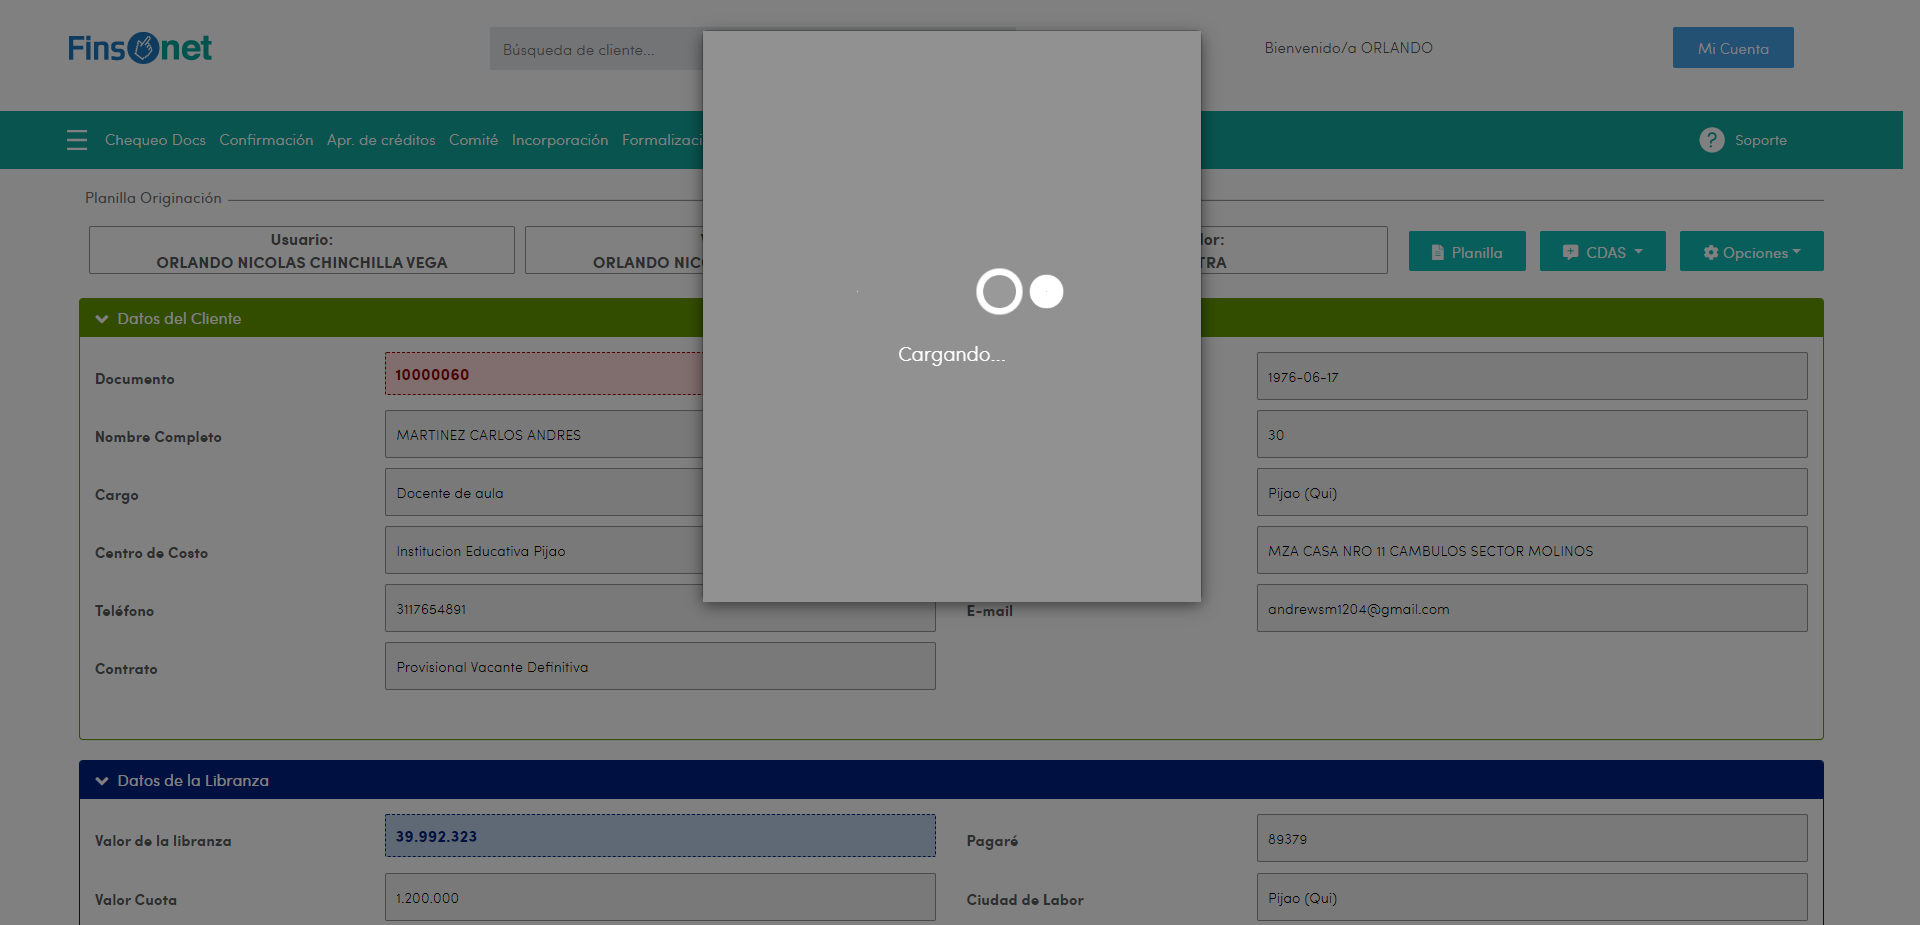 Finsonet
Búsqueda de cliente...
Bienvenido/a ORLANDO
Mi Cuenta
Chequeo Docs
Confirmación
Apr. de créditos
Comité
Incorporación
Formalizaci
? Soporte
Planilla Originación
Usuario:
ORLANDO NICOLAS CHINCHILLA VEGA
ORLANDO NIC
lor:
TRA
Planilla
CDAS
Opciones
Cargando...
Datos del Cliente
Documento
10000060
1976-06-17
Nombre Completo
MARTINEZ CARLOS ANDRES
30
Cargo
Docente de aula
Pijao (Qui)
Centro de Costo
Institucion Educativa Pijao
MZA CASA NRO 11 CAMBULOS SECTOR MOLINOS
Teléfono
3117654891
E-mail
andrewsm1204@gmail.com
Contrato
Provisional Vacante Definitiva
Datos de la Libranza
Valor de la libranza
39.992.323
Pagaré
89379
Valor Cuota
1.200.000
Ciudad de Labor
Pijao (Qui)